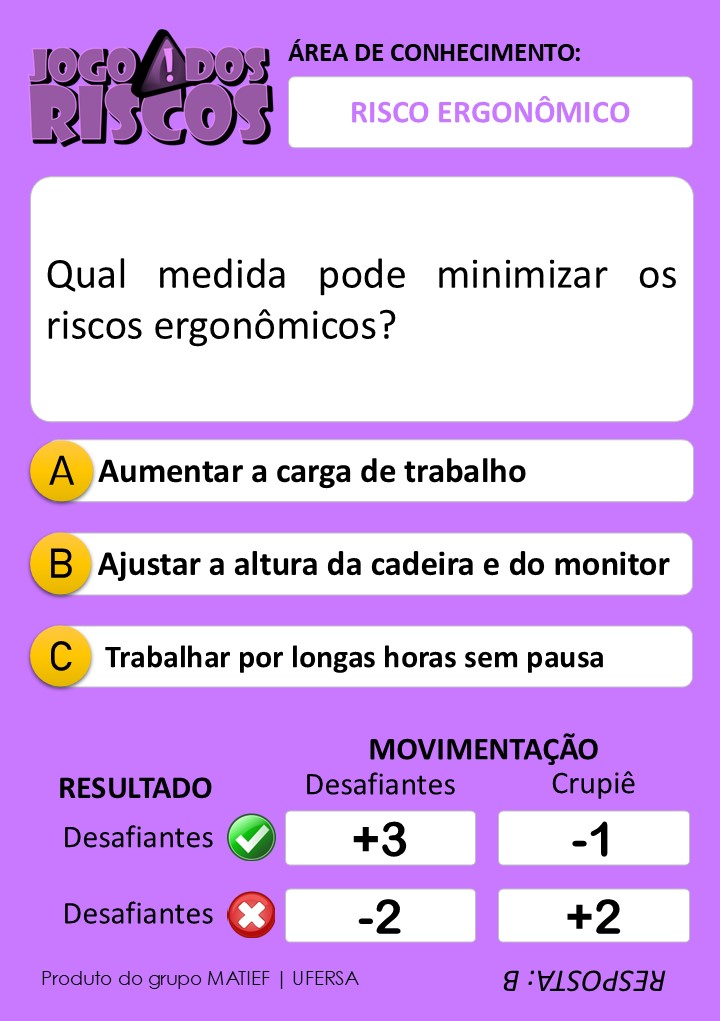 JOGO DOS
RISCOS
ÁREA DE CONHECIMENTO:
RISCO ERGONÔMICO
Qual medida pode minimizar os
riscos ergonômicos?
A Aumentar a carga de trabalho
B Ajustar a altura da cadeira e do monitor
C Trabalhar por longas horas sem pausa
MOVIMENTAÇÃO
RESULTADO Desafiantes Crupiê
Desafiantes +3 -1
Desafiantes -2 +2
Produto do grupo MATIEF | UFERSA
RESPOSTA: B